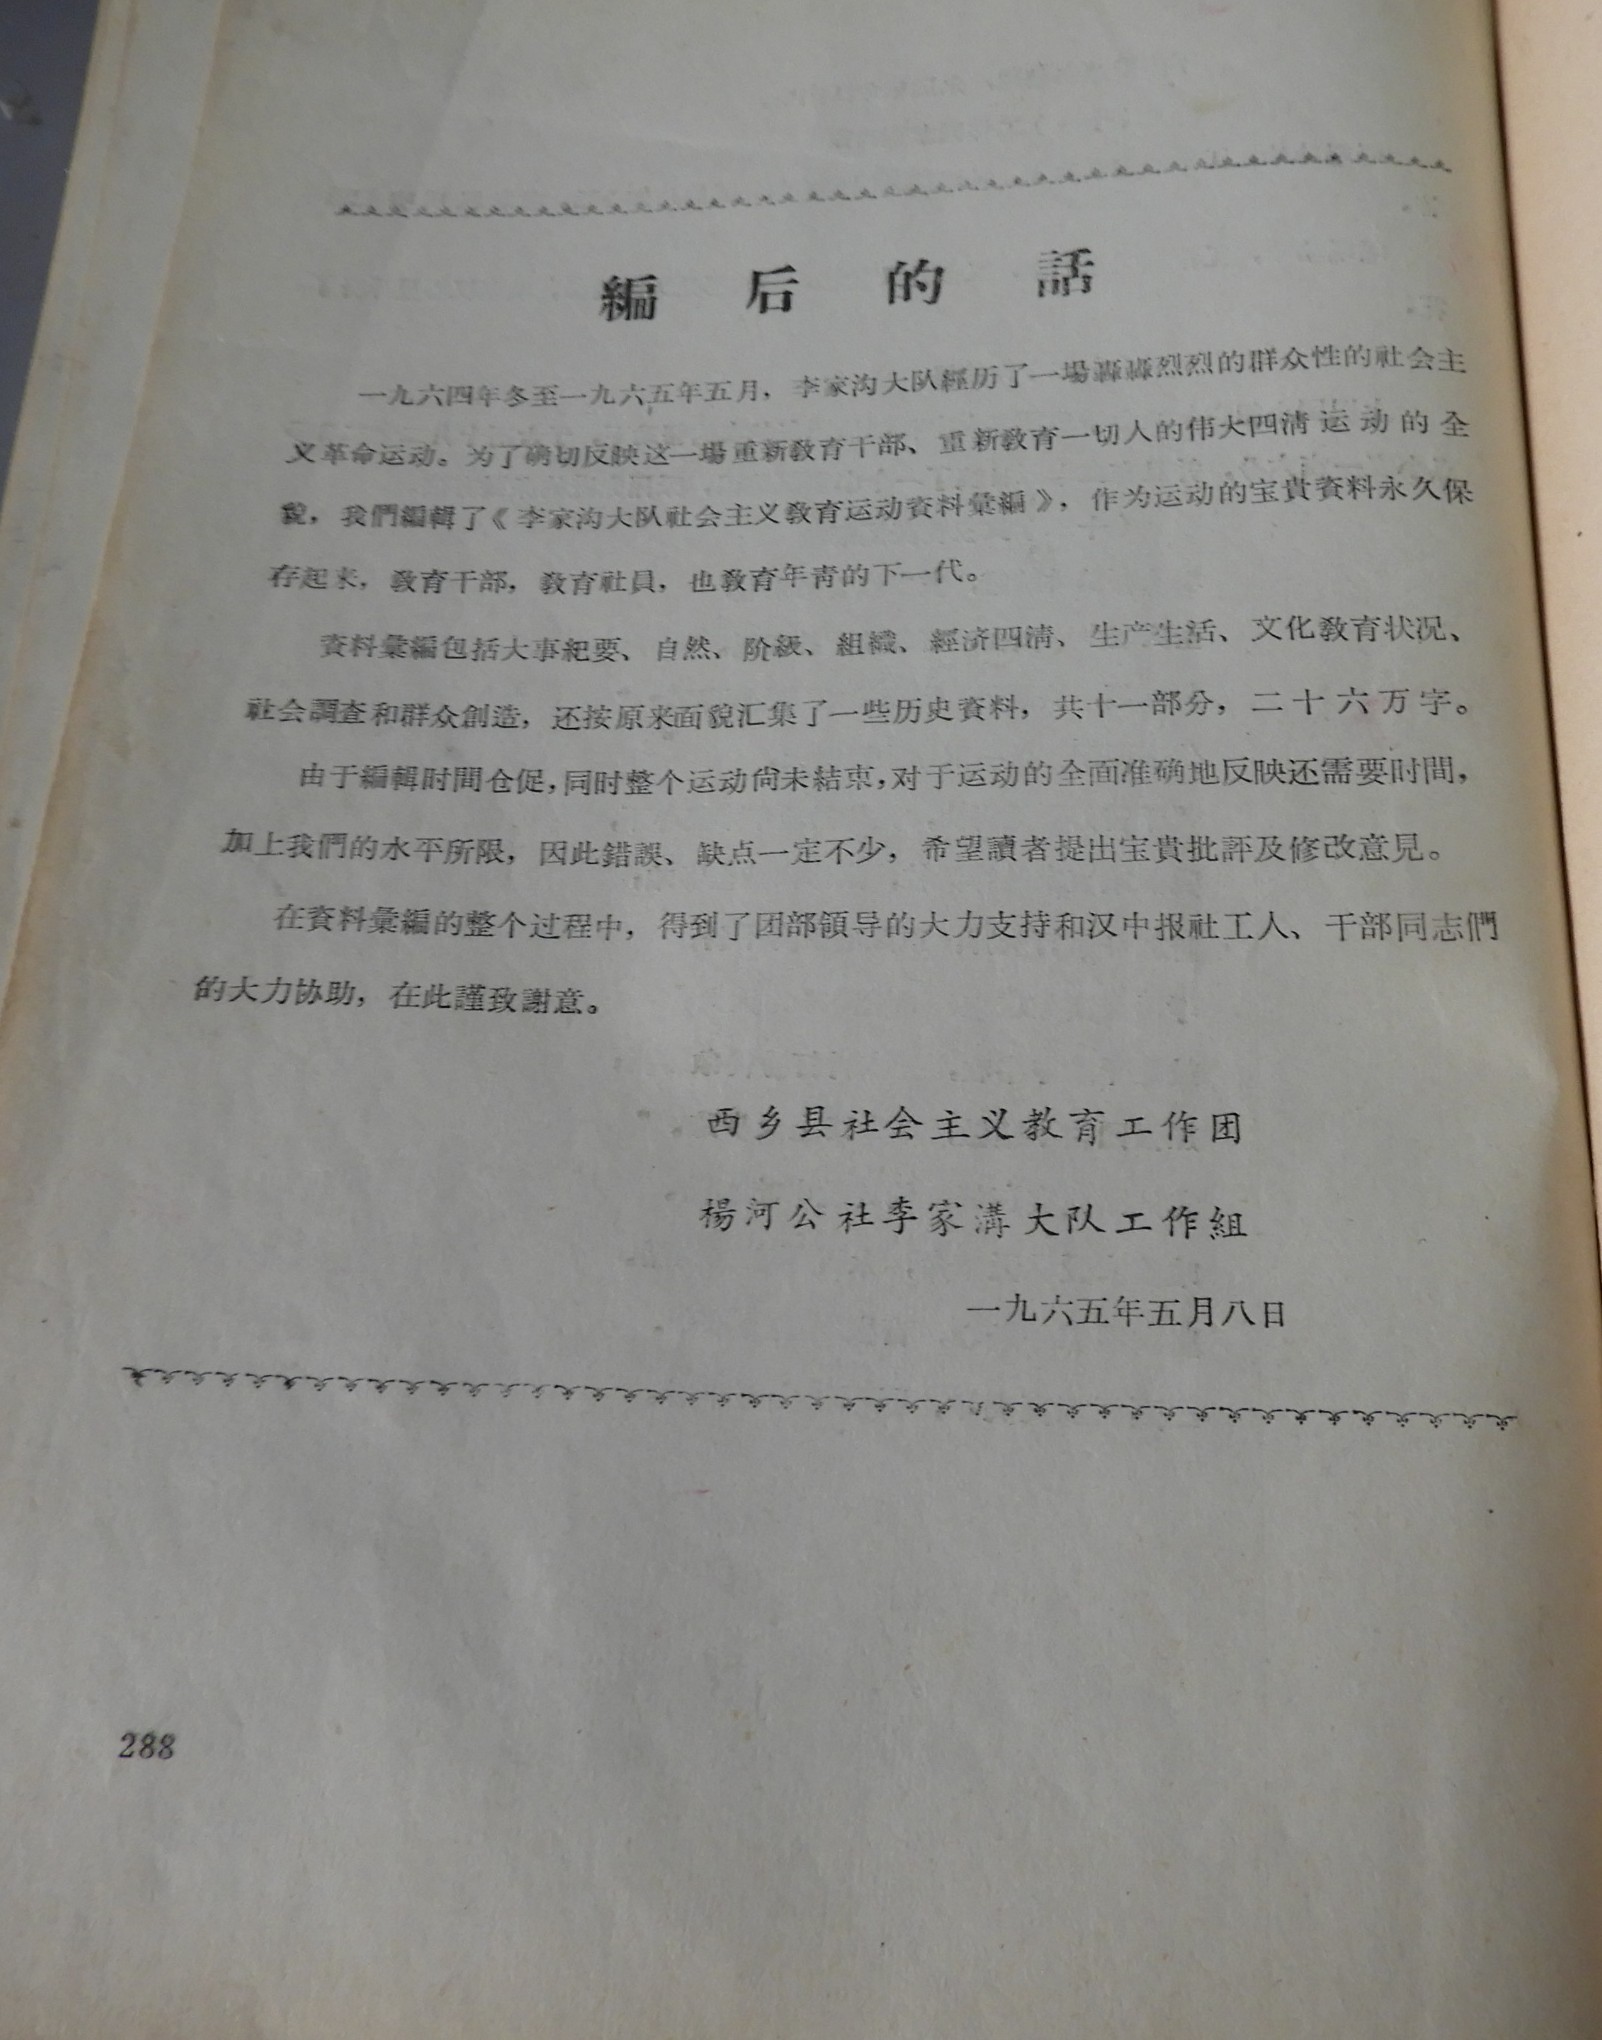 編后的話
一九六四年冬至一九六五年五月，李家沟大队經历了一場轟轟烈烈的群众性的社会主
义革命运动。为了确切反映这一場重新教育干部、重新教育一切人的伟大四清运动的全
貌，我們編輯了《李家沟大队社会主义教育运动資料彙編》，作为运动的宝貴資料永久保
存起来，教育干部，教育社員，也教育年青的下一代。
資料彙編包括大事紀要、自然、阶級、組織、經济四清、生产生活、文化教育状况、
社会調查和群众創造，还按原来面貌汇集了一些历史資料，共十一部分，二十六万字。
由于編輯时間仓促，同时整个运动尙未結束，对于运动的全面准确地反映还需要时間，
加上我們的水平所限，因此錯誤、缺点一定不少，希望讀者提出宝貴批評及修改意見。
在資料彙編的整个过程中，得到了团部領导的大力支持和汉中报社工人、干部同志們
的大力协助，在此謹致謝意。
西乡县社会主义教育工作团
楊河公社李家溝大队工作組
一九六五年五月八日
288